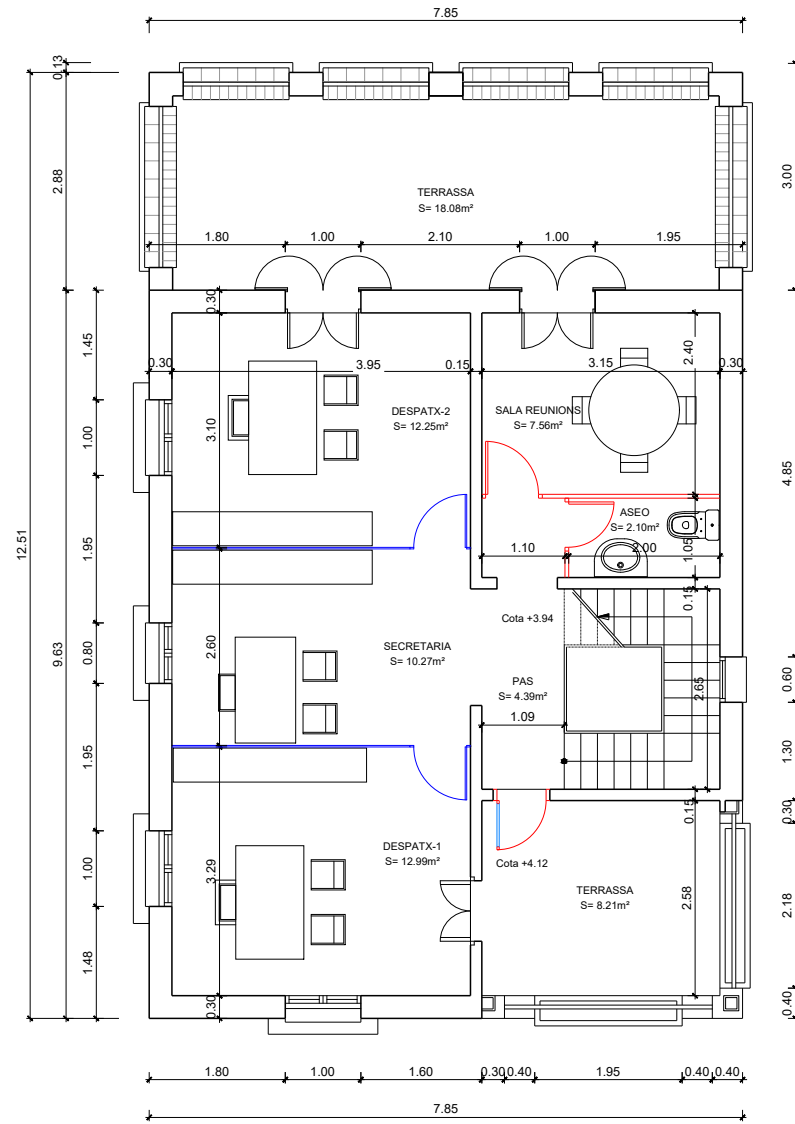 7.85
0.13
2.88
3.00
TERRASSA
S= 18.08m²
1.80
1.00
2.10
1.00
1.95
0.30
1.45
0.30
3.95
0.15
3.15
2.40
0.30
DESPATX-2
S= 12.25m²
SALA REUNIONS
S= 7.56m²
3.10
1.00
4.85
ASEO
S= 2.10m²
12.51
1.95
1.10
2.00
1.05
0.15
Cota +3.94
9.63
0.80
2.60
SECRETARIA
S= 10.27m²
PAS
S= 4.39m²
2.65
0.60
1.09
1.95
1.30
0.15
0.30
DESPATX-1
S= 12.99m²
Cota +4.12
1.00
3.29
TERRASSA
S= 8.21m²
2.58
2.18
1.48
0.30
0.40
1.80
1.00
1.60
0.30
0.40
1.95
0.40
0.40
7.85